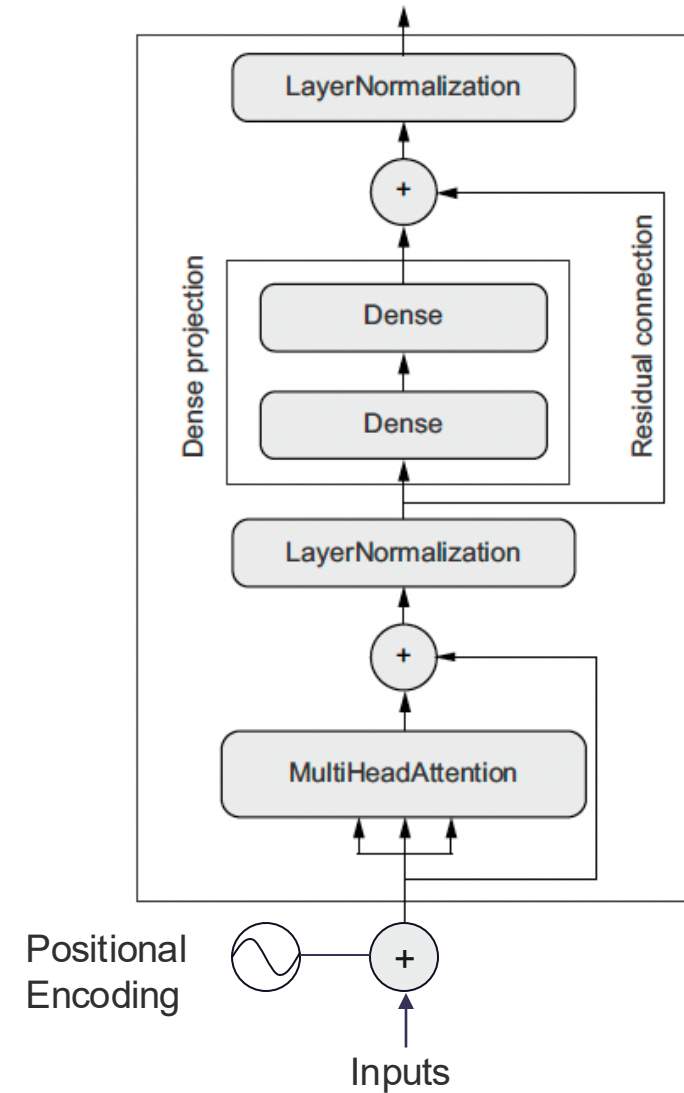 LayerNormalization
+
Dense projection
Dense
Dense
Residual connection
LayerNormalization
+
MultiHeadAttention
Positional
Encoding
+
Inputs